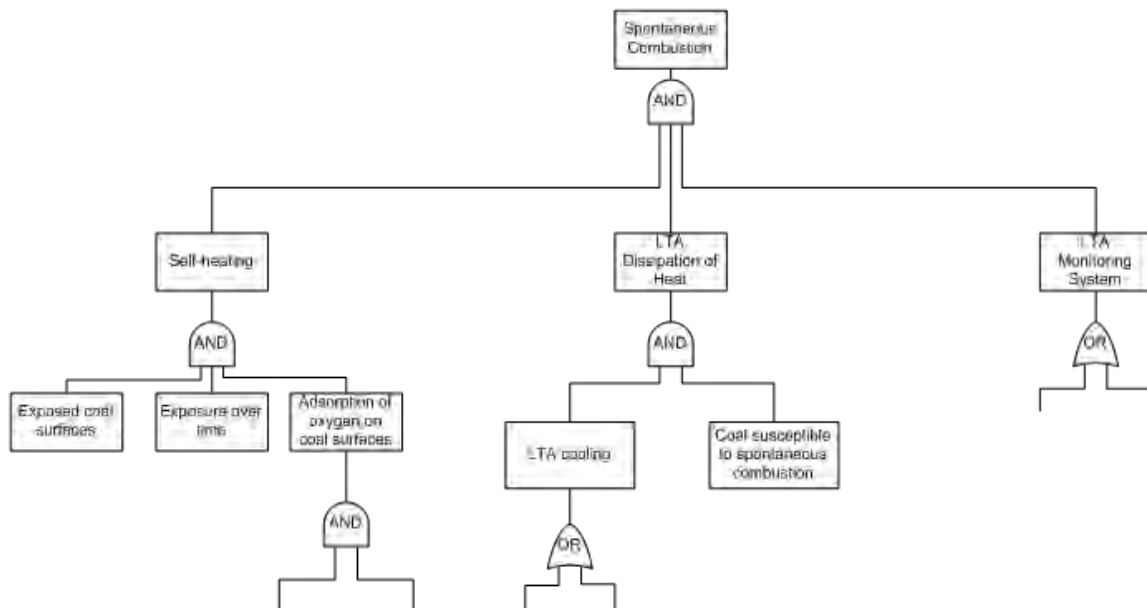 Spontaneous
Combustion
AND
Self-heating
LTA
Dissipation of
Heat
LTA
Monitoring
System
AND
AND
OR
Exposed coal
surfaces
Exposure over
time
Adsorption of
oxygen on
coal surfaces
LTA cooling
Coal susceptible
to spontaneous
combustion
AND
OR